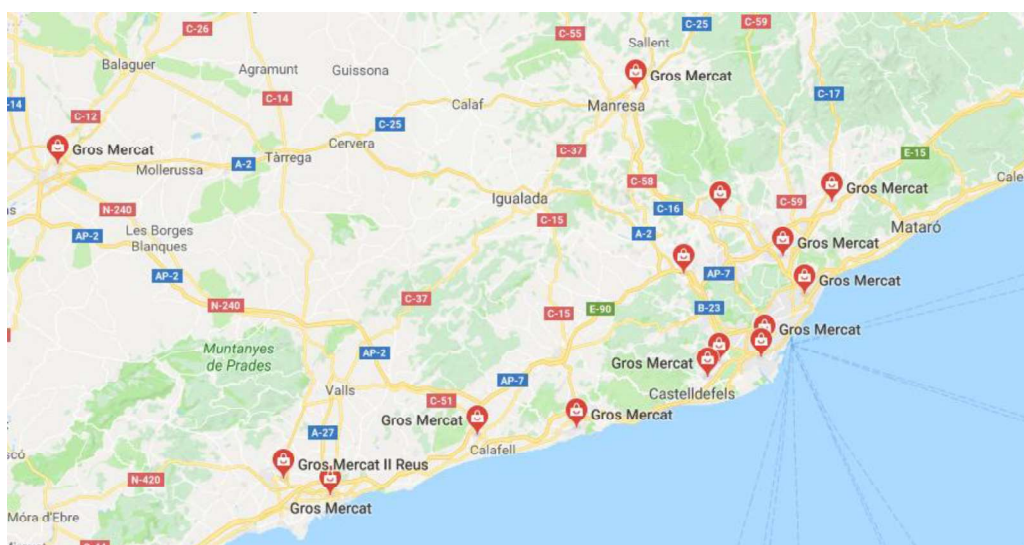 C-26
C-55
C-25
C-59
Sallent
Balaguer
Agramunt
Guissona
Gros Mercat
C-14
Calaf
Manresa
C-17
C-12
C-25
Gros Mercat
Cervera
Tàrrega
A-2
Mollerussa
C-37
E-15
C-58
Cale
Igualada
C-16
C-59
Gros Mercat
N-240
C-15
Mataró
Les Borges
Blanques
AP-2
A-2
Gros Mercat
AP-2
AP-7
Gros Mercat
C-37
N-240
C-15
E-90
B-23
Gros Mercat
Muntanyes
de Prades
AP-2
Gros Mercat
AP-7
Valls
Castelldefels
C-51
Gros Mercat
Gros Mercat
A-27
Calafell
Gros Mercat II Reus
N-420
Gros Mercat
Móra d'Ebre